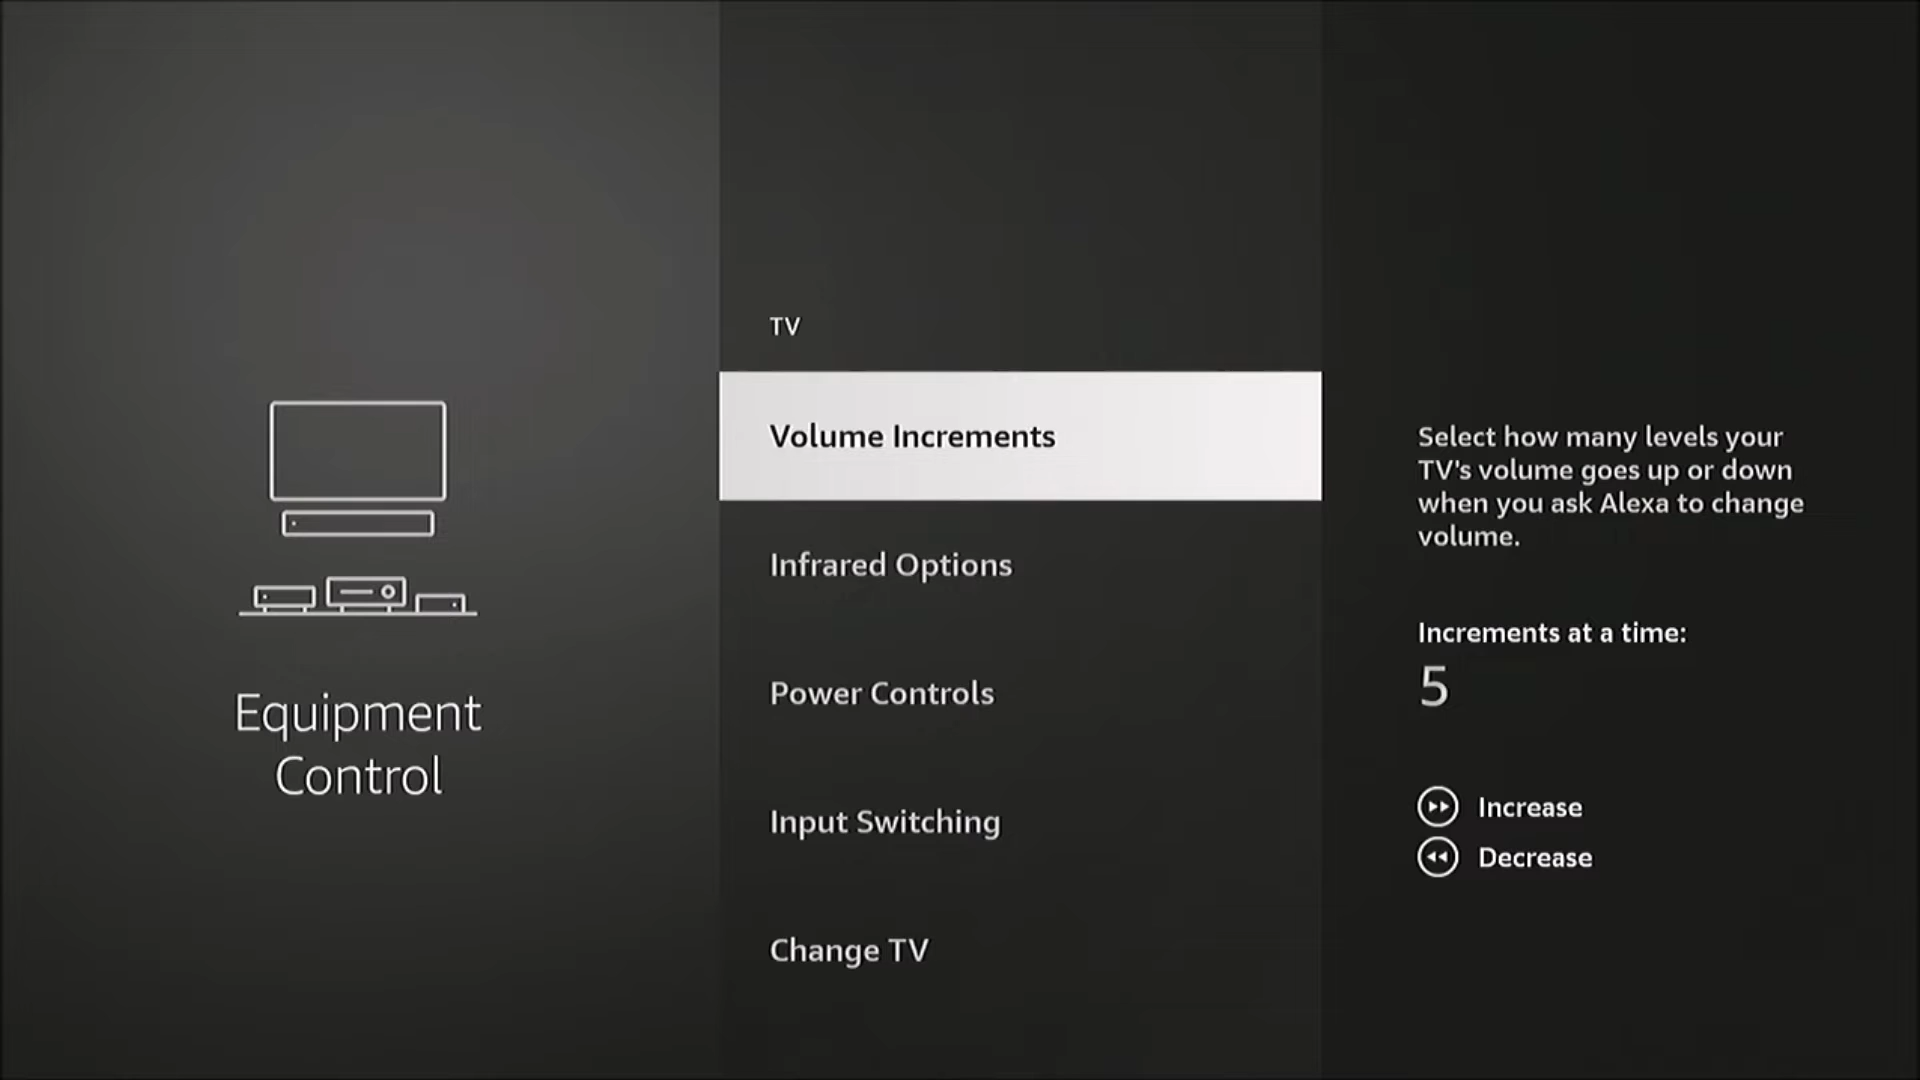 Equipment
Control
TV
Volume Increments
Infrared Options
Power Controls
Input Switching
Change TV
Select how many levels your
TV's volume goes up or down
when you ask Alexa to change
volume.
Increments at a time:
5
Increase
Decrease